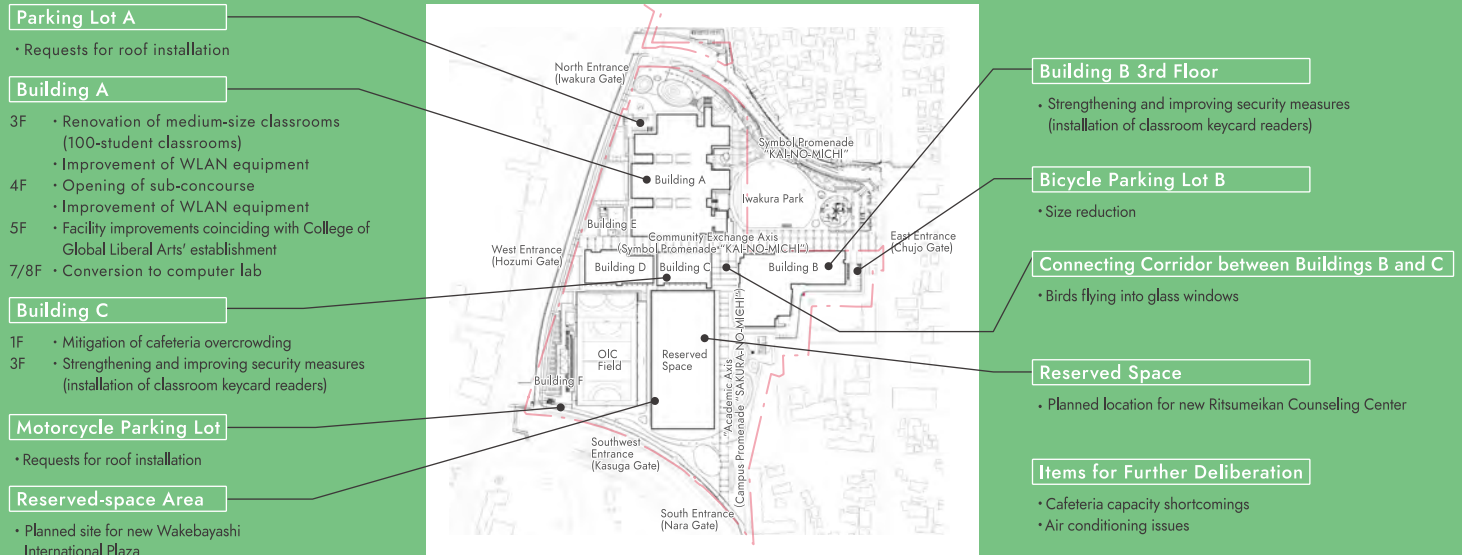 Parking Lot A
・Requests for roof installation
Building A
3F ・Renovation of medium-size classrooms
(100-student classrooms)
・Improvement of WLAN equipment
4F ・Opening of sub-concourse
・Improvement of WLAN equipment
5F ・Facility improvements coinciding with College of
Global Liberal Arts' establishment
7/8F ・Conversion to computer lab
Building C
1F ・Mitigation of cafeteria overcrowding
3F ・Strengthening and improving security measures
(installation of classroom keycard readers)
Motorcycle Parking Lot
・Requests for roof installation
Reserved-space Area
・Planned site for new Wakebayashi
International Plaza
North Entrance
(Iwakura Gate)
Symbol Promenade
"KAI-NO-MICHI"
Building A
Iwakura Park
Building E
West Entrance
(Hozumi Gate)
Community Exchange Axis
(Symbol Promenade "KAI-NO-MICHI")
East Entrance
(Chujo Gate)
Building D
Building C
Building B
OIC
Field
Reserved
Space
"Academic Axis"
(Campus Promenade "SAKURA-NO-MICHI")
Building F
Southwest
Entrance
(Kasuga Gate)
South Entrance
(Nara Gate)
Building B 3rd Floor
・Strengthening and improving security measures
(installation of classroom keycard readers)
Bicycle Parking Lot B
・Size reduction
Connecting Corridor between Buildings B and C
・Birds flying into glass windows
Reserved Space
・Planned location for new Ritsumeikan Counseling Center
Items for Further Deliberation
・Cafeteria capacity shortcomings
・Air conditioning issues